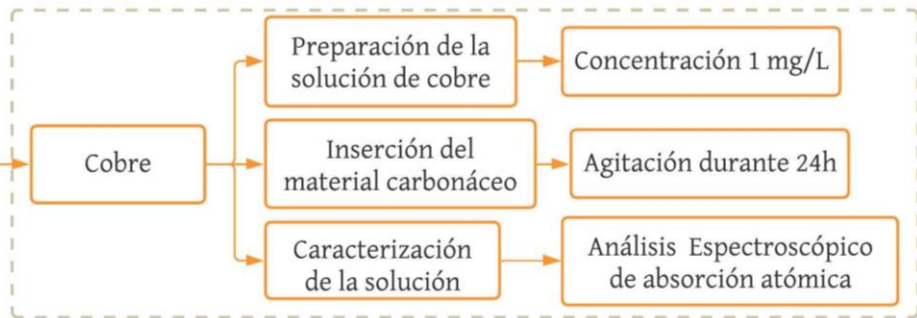 Preparación de la
solución de cobre
Concentración 1 mg/L
Cobre
Inserción del
material carbonáceo
Agitación durante 24h
Caracterización
de la solución
Análisis Espectroscópico
de absorción atómica